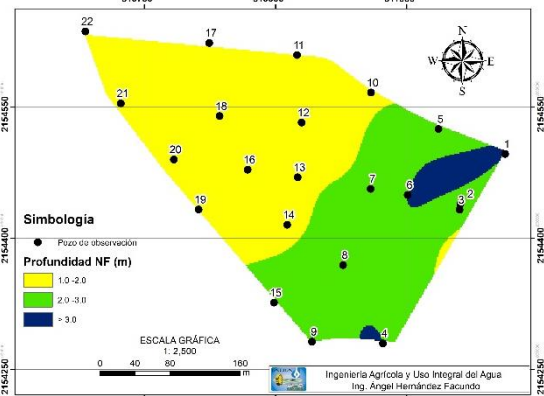 22
17
11
10
N
W
E
S
21
18
12
5
1
20
16
13
7
6
2
3
19
14
8
15
9
4
2154550
2154400
2154250
2154550
2154400
2154250
Simbología
Pozo de observación
Profundidad NF (m)
1.0 -2.0
2.0 -3.0
> 3.0
ESCALA GRÁFICA
1: 2,500
0 40 80 160
m
Ingeniería Agrícola y Uso Integral del Agua
Ing. Ángel Hernández Facundo